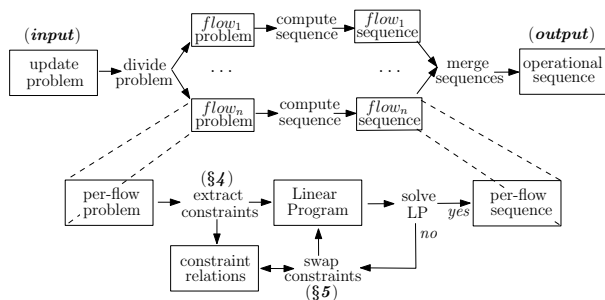 (input)
update
problem
divide
problem
flow₁
problem
compute
sequence
flow₁
sequence
. . .
. . .
flowₙ
problem
compute
sequence
flowₙ
sequence
merge
sequences
(output)
operational
sequence
per-flow
problem
(§4)
extract
constraints
Linear
Program
solve
LP
yes
no
per-flow
sequence
constraint
relations
swap
constraints
(§5)